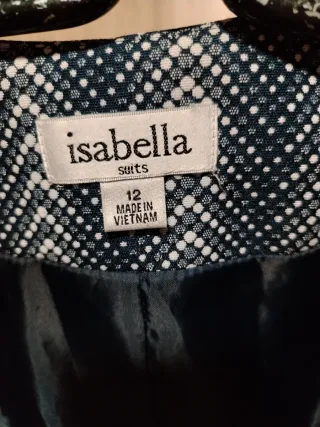 isabella
suits
12
MADE IN
VIETNAM